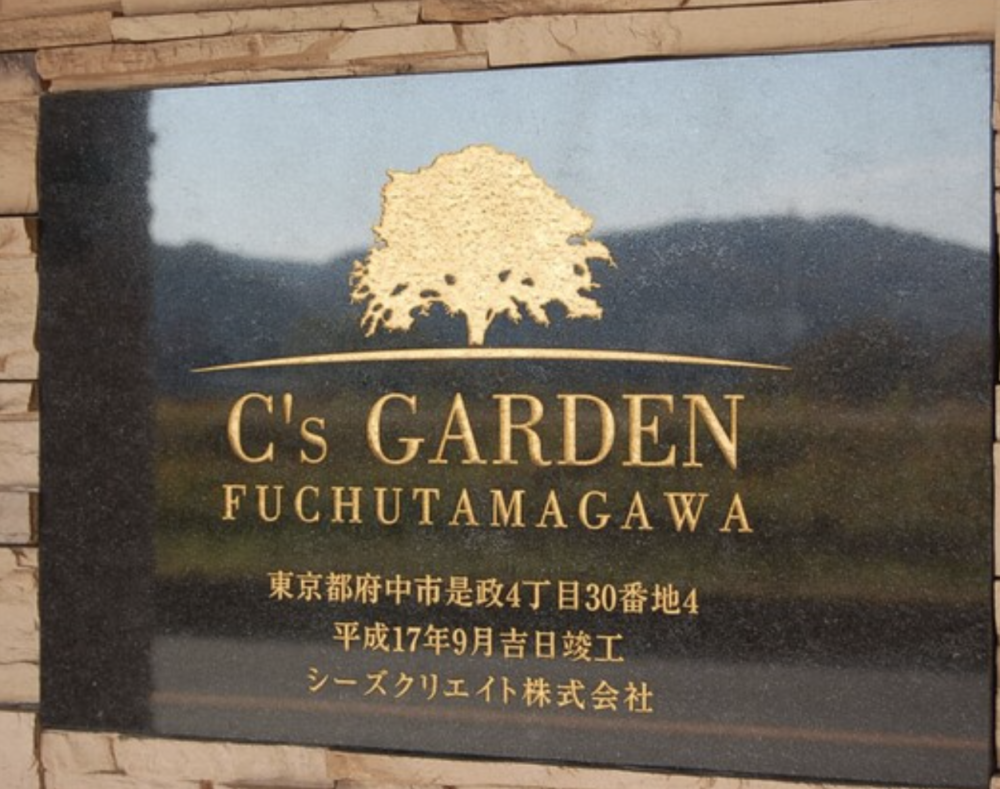 C's GARDEN
FUCHUTAMAGAWA
東京都府中市是政4丁目30番地4
平成17年9月吉日竣工
シーズクリエイト株式会社